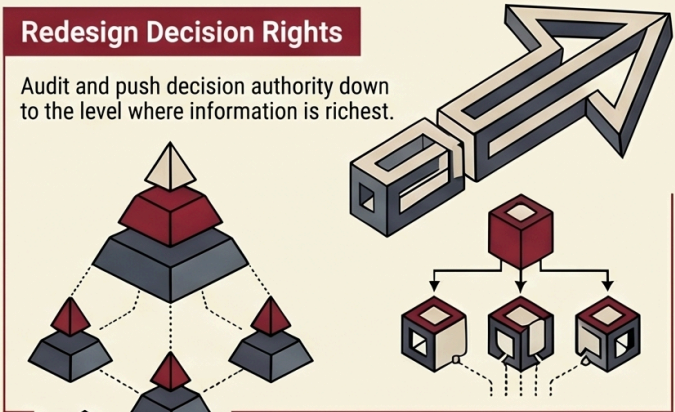 Redesign Decision Rights
Audit and push decision authority down
to the level where information is richest.